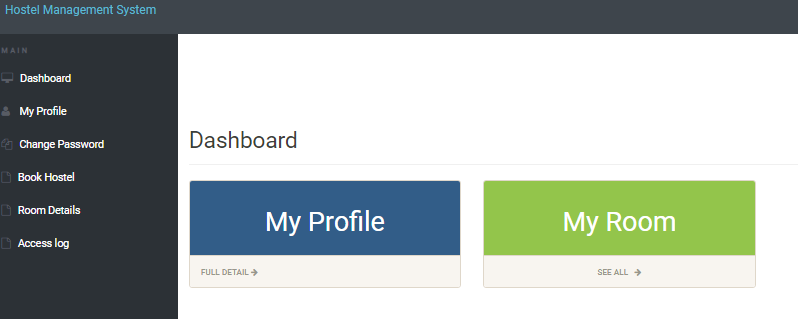 Hostel Management System
MAIN
Dashboard
My Profile
Change Password
Book Hostel
Room Details
Access log
Dashboard
My Profile
FULL DETAIL
My Room
SEE ALL